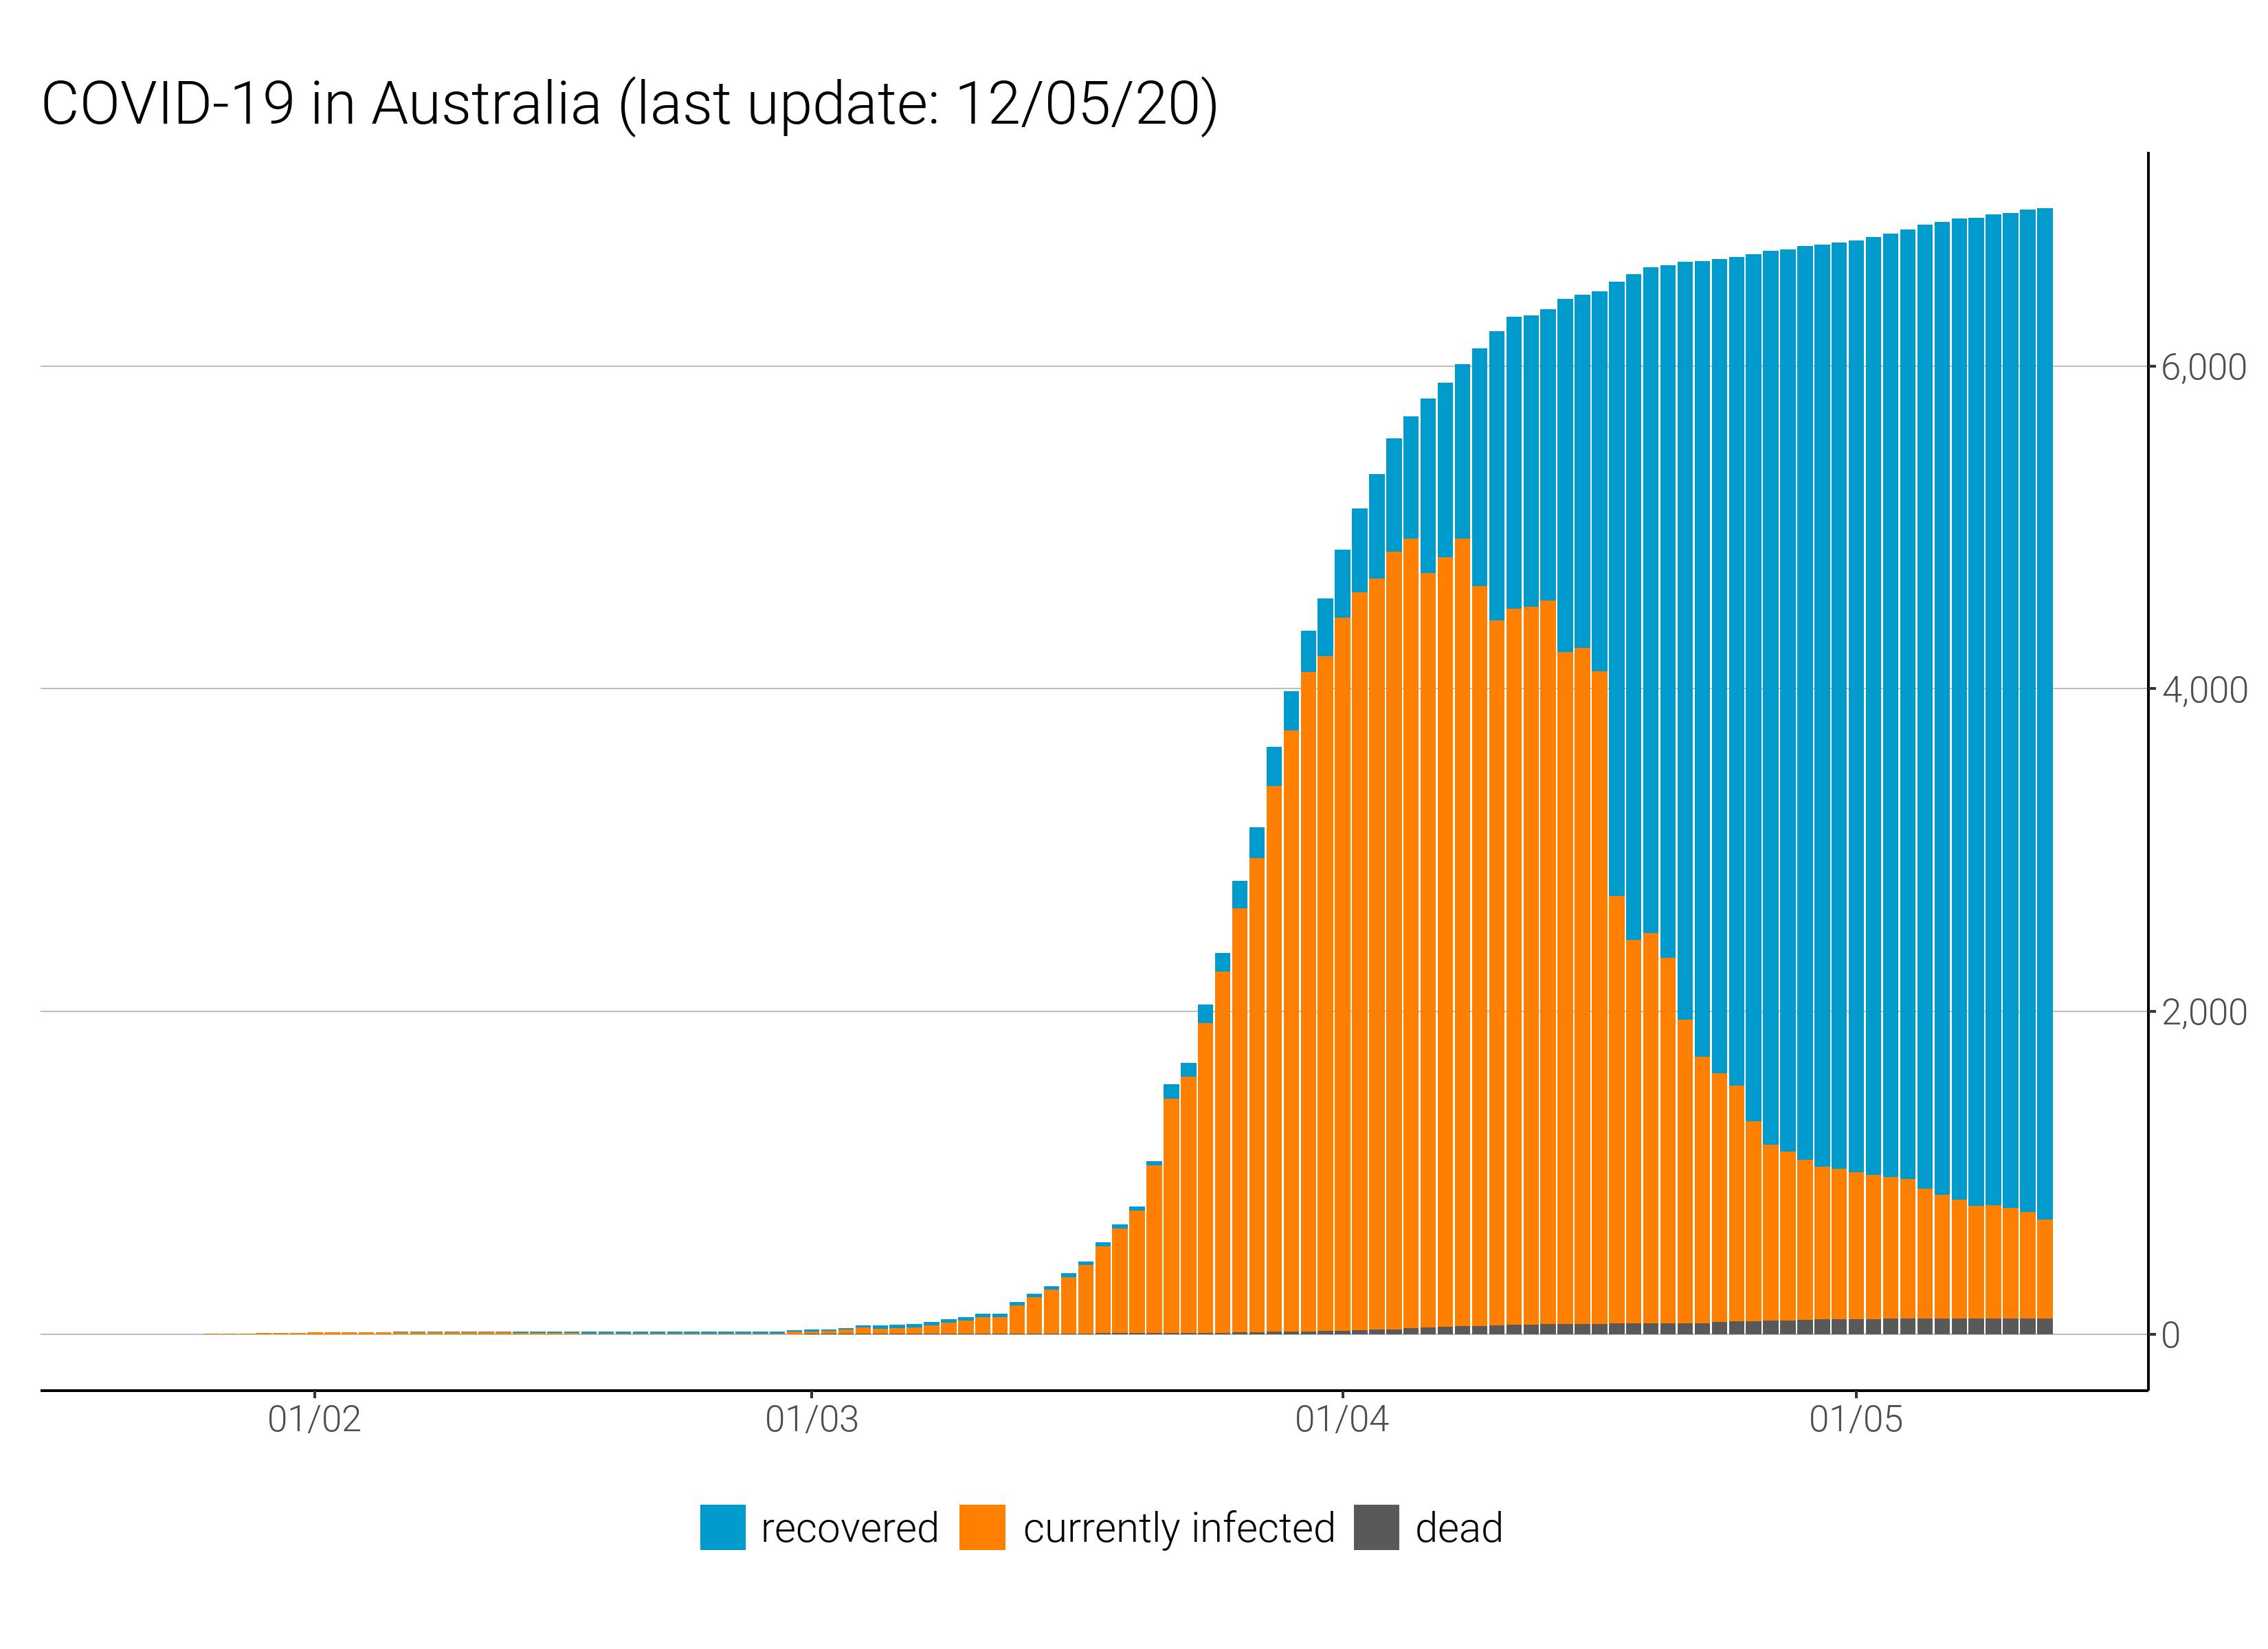 COVID-19 in Australia (last update: 12/05/20)
6,000
4,000
2,000
0
01/02 01/03 01/04 01/05
recovered currently infected dead